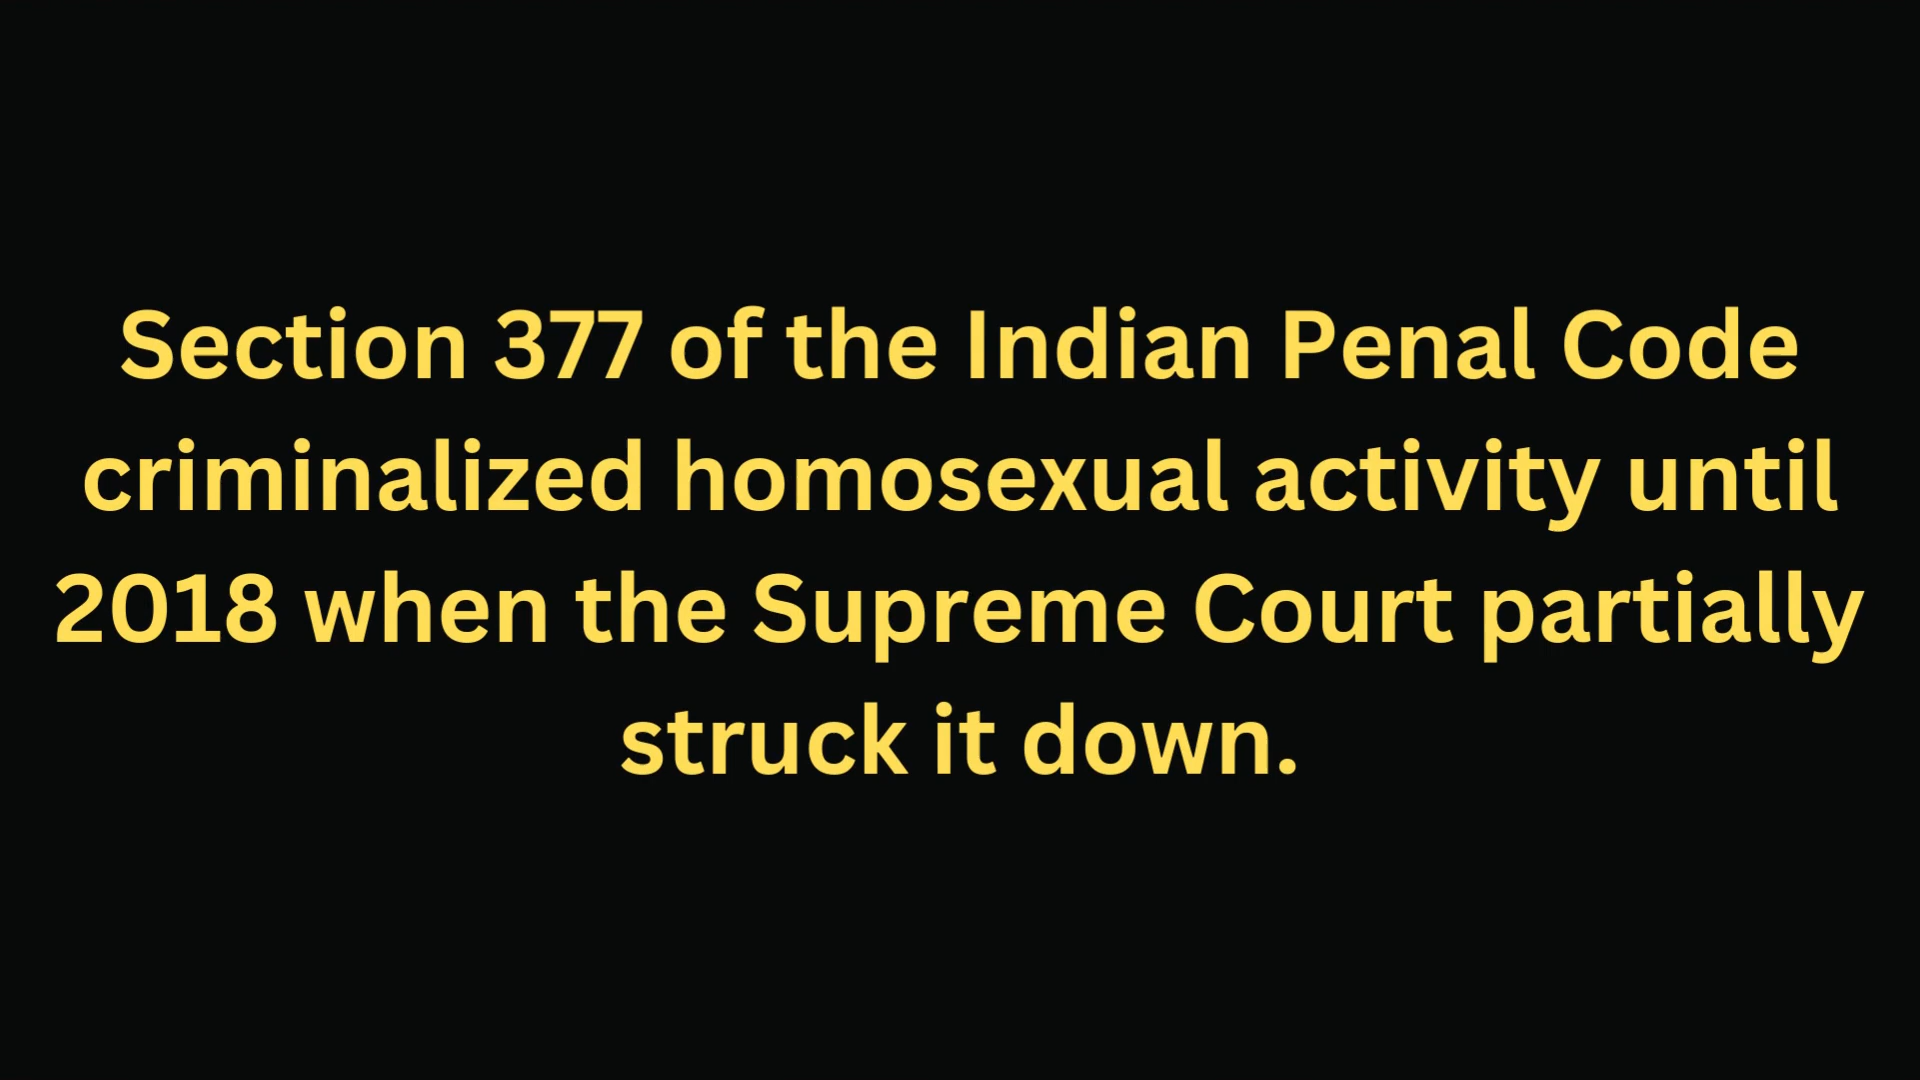 Section 377 of the Indian Penal Code
criminalized homosexual activity until
2018 when the Supreme Court partially
struck it down.